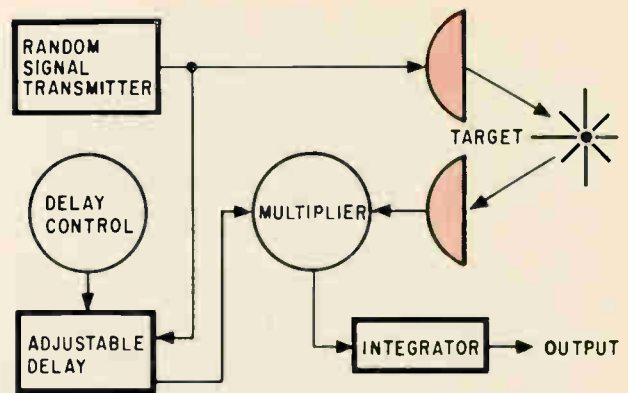 RANDOM
SIGNAL
TRANSMITTER
TARGET
DELAY
CONTROL
MULTIPLIER
ADJUSTABLE
DELAY
INTEGRATOR
OUTPUT